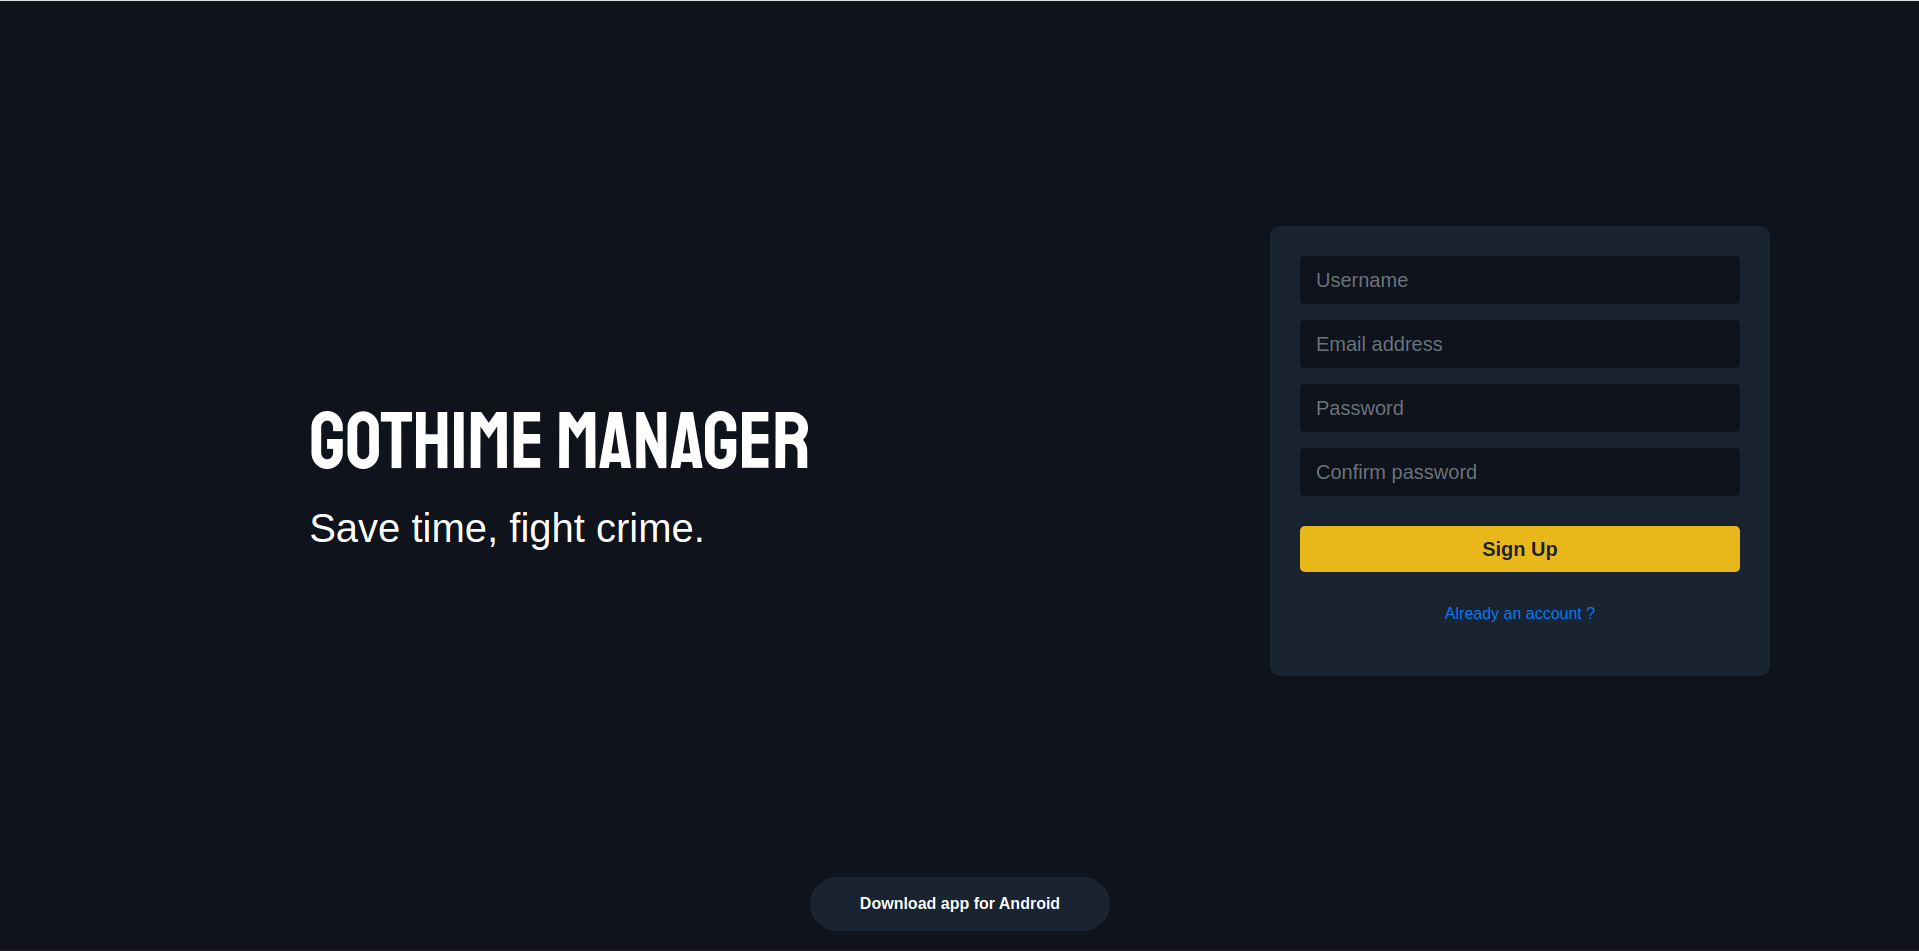 GOTHIME MANAGER
Save time, fight crime.
Username
Email address
Password
Confirm password
Sign Up
Already an account ?
Download app for Android